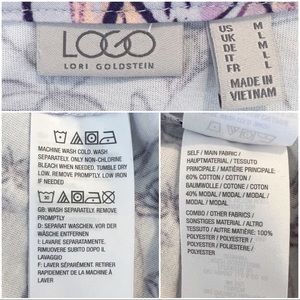 LOGO
LORI GOLDSTEIN
US M
UK M
DE M
IT L
FR L
MADE IN
VIETNAM
MACHINE WASH COLD. WASH
SEPARATELY. ONLY NON-CHLORINE
BLEACH WHEN NEEDED. TUMBLE DRY
LOW. REMOVE PROMPTLY. LOW IRON
IF NEEDED
30
GB: WASH SEPARATELY. REMOVE
PROMPTLY
D: SEPARAT WASCHEN. VOR DER
WÄSCHE ENTFERNEN
I: LAVARE SEPARATAMENTE.
RIMUOVERE SUBITO DOPO IL
LAVAGGIO
F: LAVER SÉPARÉMENT. RETIRER
RAPIDEMENT DE LA MACHINE A
LAVER
SELF / MAIN FABRIC /
HAUPTMATERIAL / TESSUTO
PRINCIPALE / MATIÈRE PRINCIPALE:
60% COTTON / COTTON /
BAUMWOLLE / COTONE / COTON
40% MODAL / MODAL /
MODAL / MODAL / MODAL
COMBO / OTHER FABRICS /
SONSTIGES MATERIAL / ALTRO
TESSUTO / AUTRE MATIÈRE: 100%
POLYESTER / POLYESTER /
POLYESTER / POLIESTERE /
POLYESTER